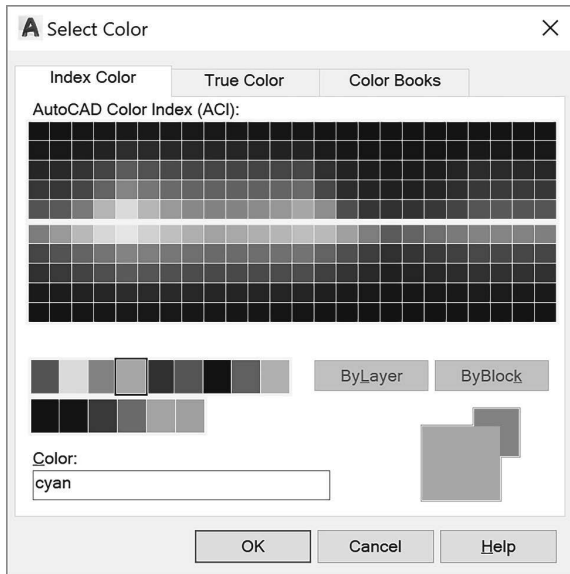 Select Color
Index Color True Color Color Books
AutoCAD Color Index (ACI):
ByLayer ByBlock
Color:
cyan
OK Cancel Help